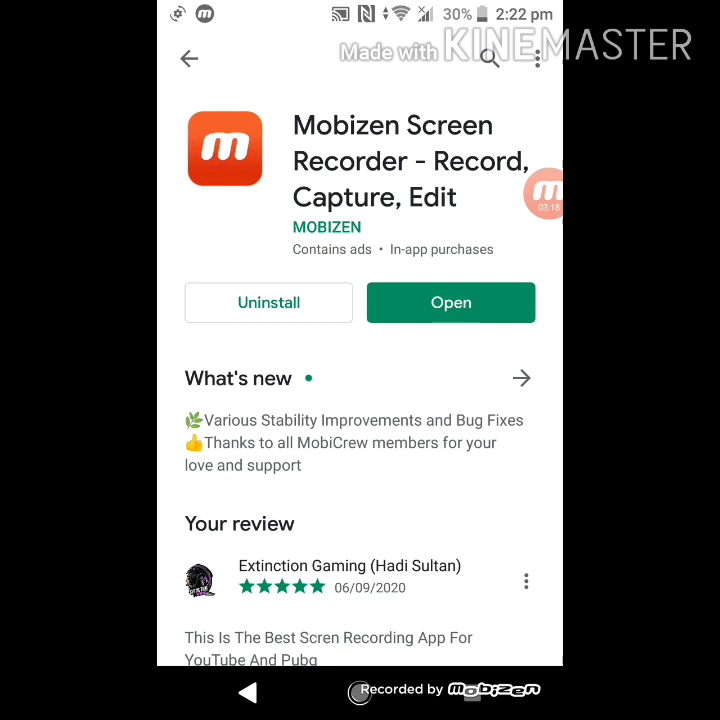 30% 2:22 pm
Made with KINEMASTER
m
Mobizen Screen
Recorder - Record,
Capture, Edit
m
03:18
MOBIZEN
Contains ads • In-app purchases
Uninstall
Open
What's new •
🌿Various Stability Improvements and Bug Fixes
👍Thanks to all MobiCrew members for your
love and support
Your review
Extinction Gaming (Hadi Sultan)
06/09/2020
This Is The Best Scren Recording App For
YouTube And Pubg
Recorded by mobizen